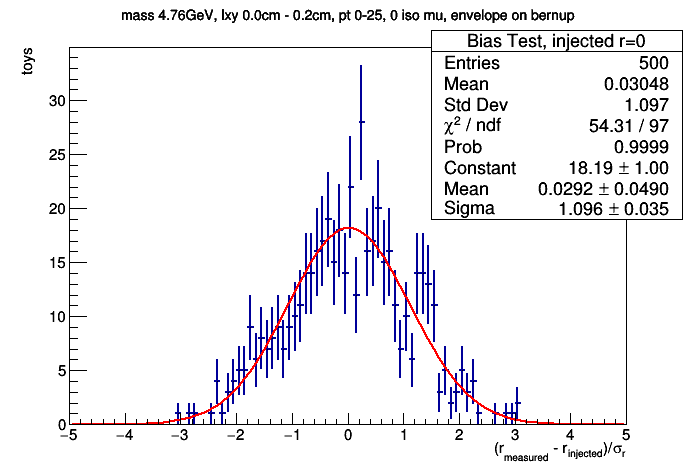 mass 4.76GeV, lxy 0.0cm - 0.2cm, pt 0-25, 0 iso mu, envelope on bernup
Bias Test, injected r=0
Entries 500
Mean 0.03048
Std Dev 1.097
χ² / ndf 54.31 / 97
Prob 0.9999
Constant 18.19 ± 1.00
Mean 0.0292 ± 0.0490
Sigma 1.096 ± 0.035
toys
30
25
20
15
10
5
0
−5 −4 −3 −2 −1 0 1 2 3 4 5
(r_measured - r_injected)/σ_r